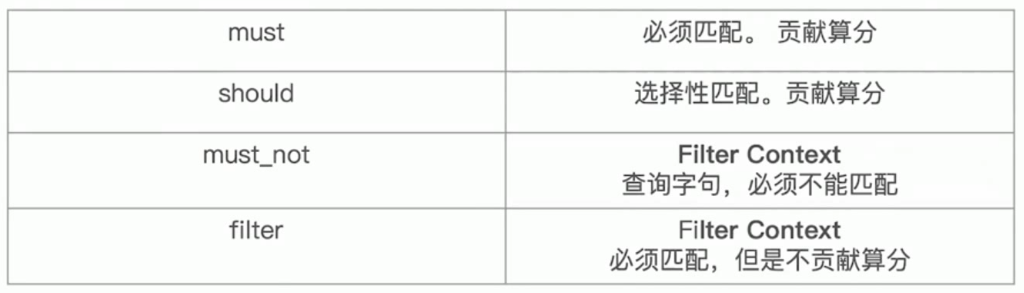 must
必须匹配。 贡献算分
should
选择性匹配。贡献算分
must_not
Filter Context
查询字句，必须不能匹配
filter
Filter Context
必须匹配，但是不贡献算分